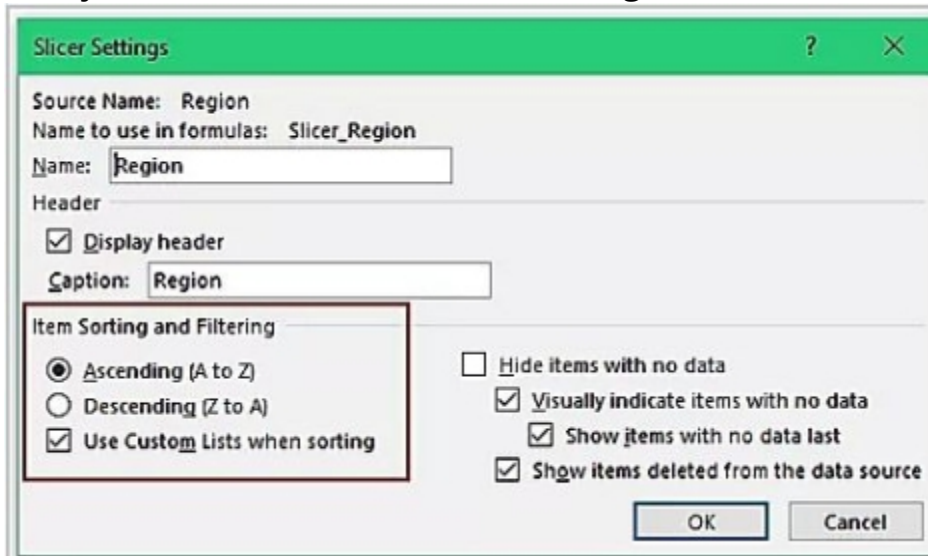 Slicer Settings ? ×
Source Name: Region
Name to use in formulas: Slicer_Region
Name: Region
Header
Display header
Caption: Region
Item Sorting and Filtering
Ascending (A to Z)
Descending (Z to A)
Use Custom Lists when sorting
Hide items with no data
Visually indicate items with no data
Show items with no data last
Show items deleted from the data source
OK Cancel